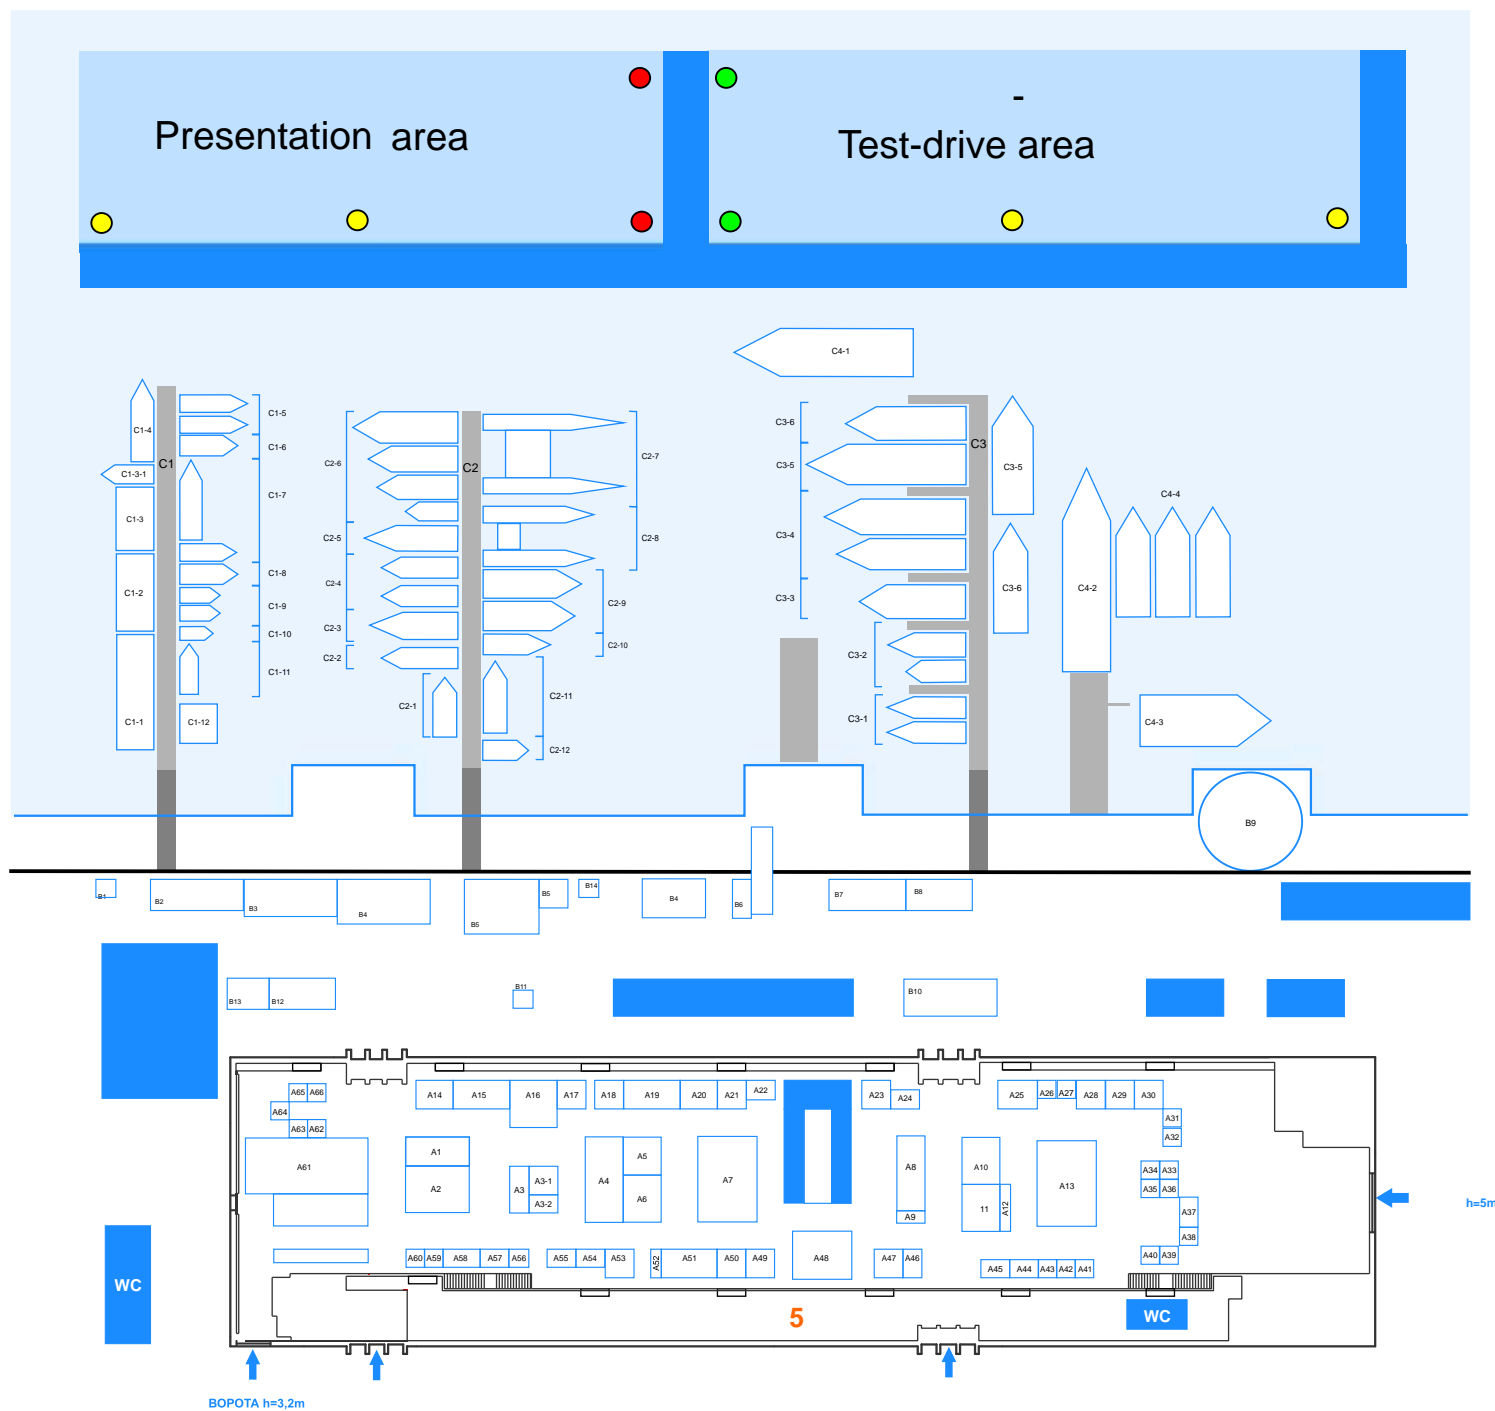 -
Presentation area
Test-drive area
C4-1
C1-5
C3-6
C1-4
C1-6
C3
C2-7
C1
C2-6
C2
C3-5
C3-5
C1-3-1
C1-7
C4-4
C1-3
C3-4
C2-5
C2-8
C1-8
C2-4
C4-2
C3-6
C1-2
C1-9
C2-9
C3-3
C1-10
C2-3
C2-10
C2-2
C3-2
C1-11
C2-11
C2-1
C1-1
C1-12
C3-1
C4-3
C2-12
B9
B1
B2
B3
B4
B5
B5
B14
B4
B6
B7
B8
B13
B12
B11
B10
A65
A66
A14
A15
A16
A17
A18
A19
A20
A21
A22
A23
A24
A25
A26
A27
A28
A29
A30
A64
A31
A63
A62
A32
A61
A1
A5
A2
A3
A3-1
A3-2
A4
A6
A7
A8
A9
A10
11
A12
A13
A34
A33
A35
A36
A37
A38
h=5m
A60
A59
A58
A57
A56
A55
A54
A53
A52
A51
A50
A49
A48
A47
A46
A45
A44
A43
A42
A41
A40
A39
WC
5
WC
ВОРОТА h=3,2m